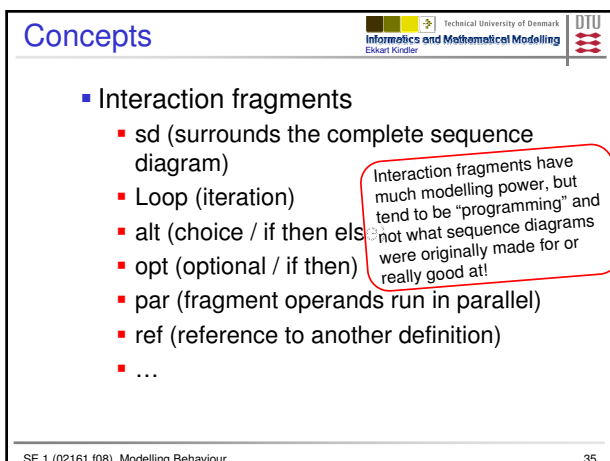 Concepts
Technical University of Denmark
DTU
Informatics and Mathematical Modelling
Ekkart Kindler
Interaction fragments
sd (surrounds the complete sequence
diagram)
Loop (iteration)
alt (choice / if then else
opt (optional / if then)
par (fragment operands run in parallel)
ref (reference to another definition)
…
Interaction fragments have
much modelling power, but
tend to be “programming” and
not what sequence diagrams
were originally made for or
really good at!
SE 1 (02161 f08), Modelling Behaviour
35